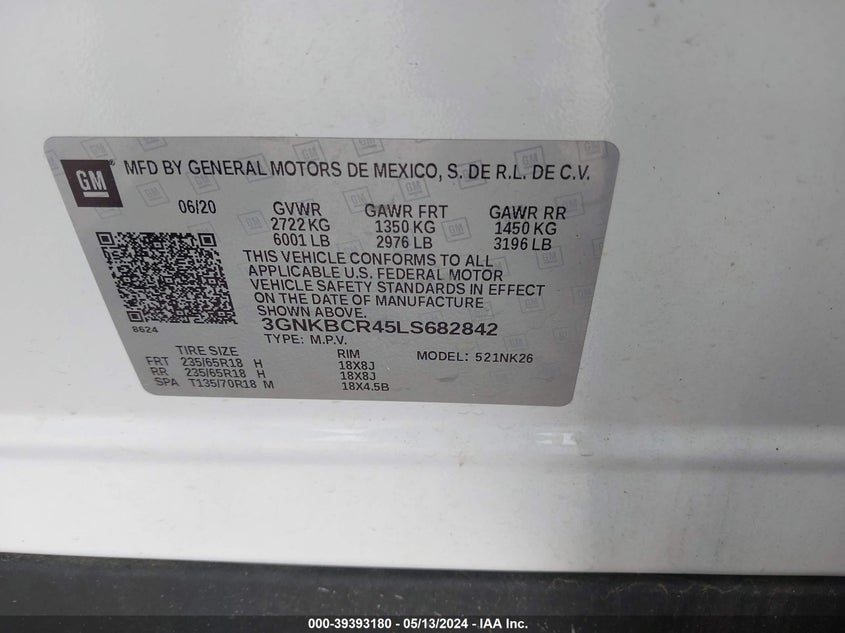 GM
MFD BY GENERAL MOTORS DE MEXICO, S. DE R.L. DE C.V.
06/20 GVWR GAWR FRT GAWR RR
2722 KG 1350 KG 1450 KG
6001 LB 2976 LB 3196 LB
THIS VEHICLE CONFORMS TO ALL
APPLICABLE U.S. FEDERAL MOTOR
VEHICLE SAFETY STANDARDS IN EFFECT
ON THE DATE OF MANUFACTURE
SHOWN ABOVE.
8624 3GNKBCR45LS682842
TYPE: M.P.V. MODEL: 521NK26
TIRE SIZE RIM
FRT 235/65R18 H 18X8J
RR 235/65R18 H 18X8J
SPA T135/70R18 M 18X4.5B
000-39393180 - 05/13/2024 - IAA Inc.